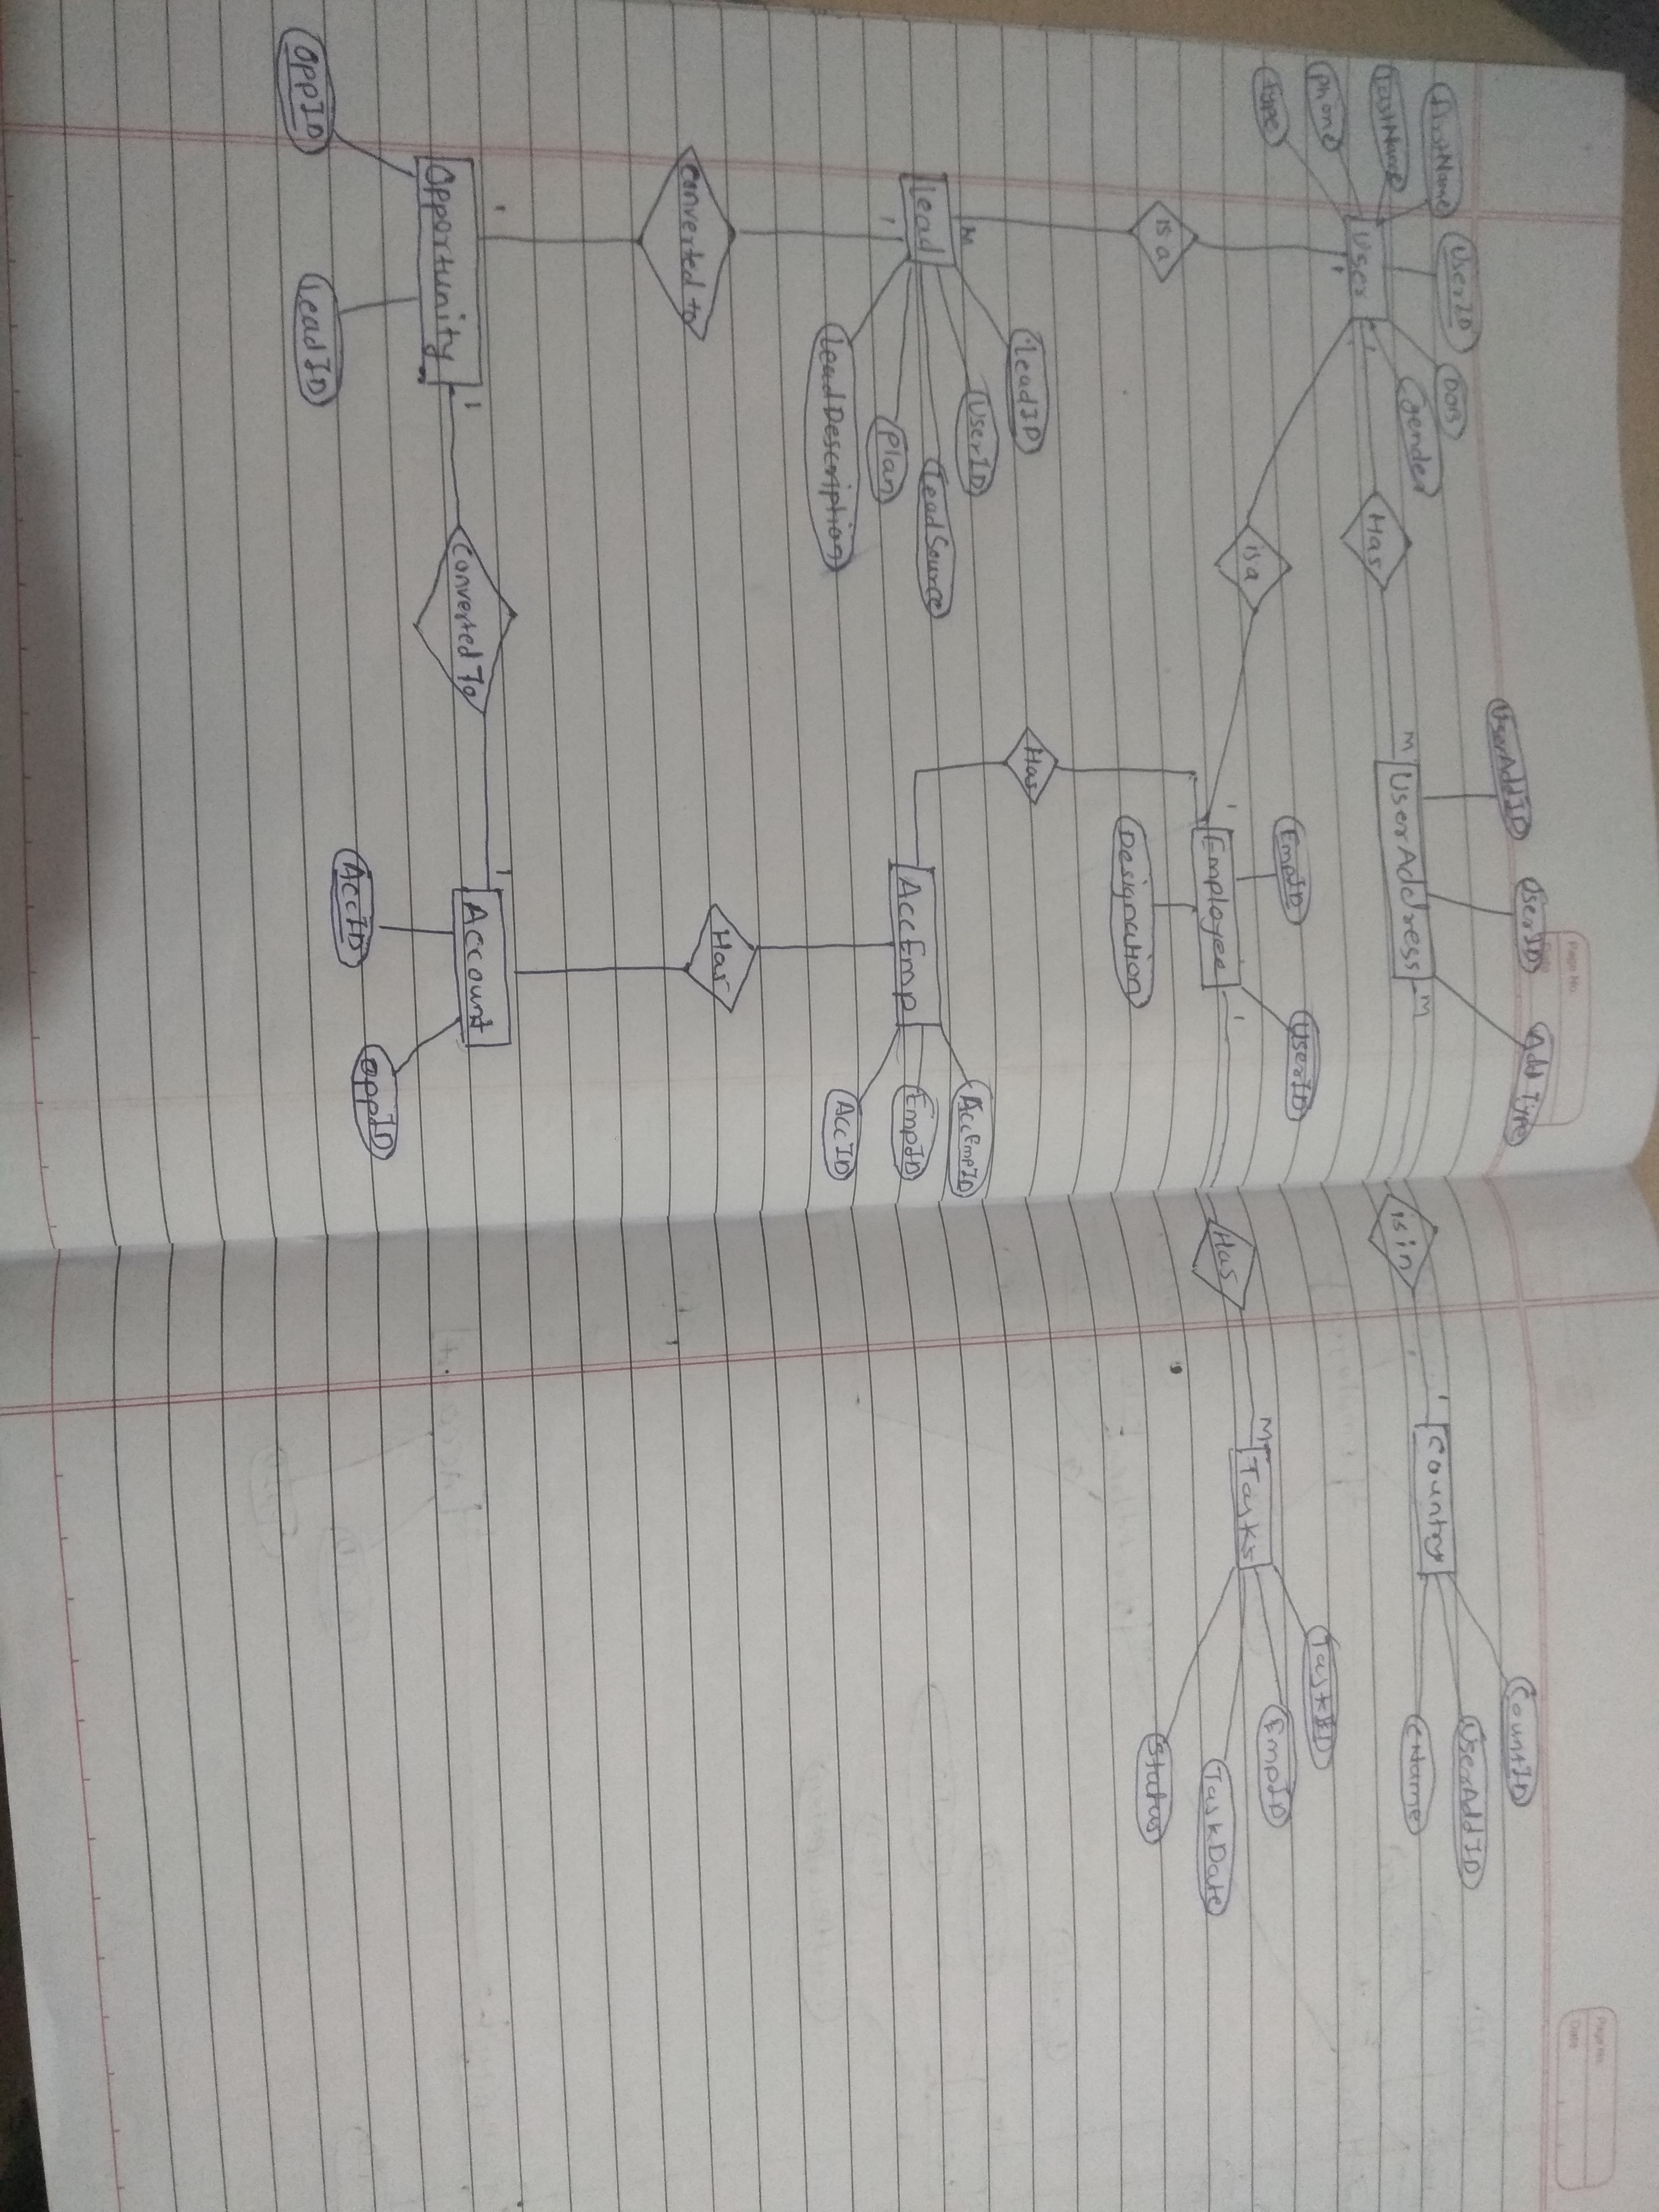 Page No.
Date
Page No.
Date
UserAddID
UserID
Add Type
CountID
UserAddID
CName
Country
1
is in
firstName
UserID
DOB
gender
LastName
User
1
Has
M
UserAddress
M
Phone
Type
1
is a
EmpID
UserID
1
Employee
1
Has
M
Tasks
TaskID
EmpID
TaskDate
Status
Designation
is a
Has
LeadID
UserID
M
Lead
LeadSource
Plan
LeadDescription
1
AccEmpID
AccEmp
EmpID
AccID
Has
Converted to
1
Opportunity
1
Converted To
1
Account
OppID
LeadID
AccID
OppID